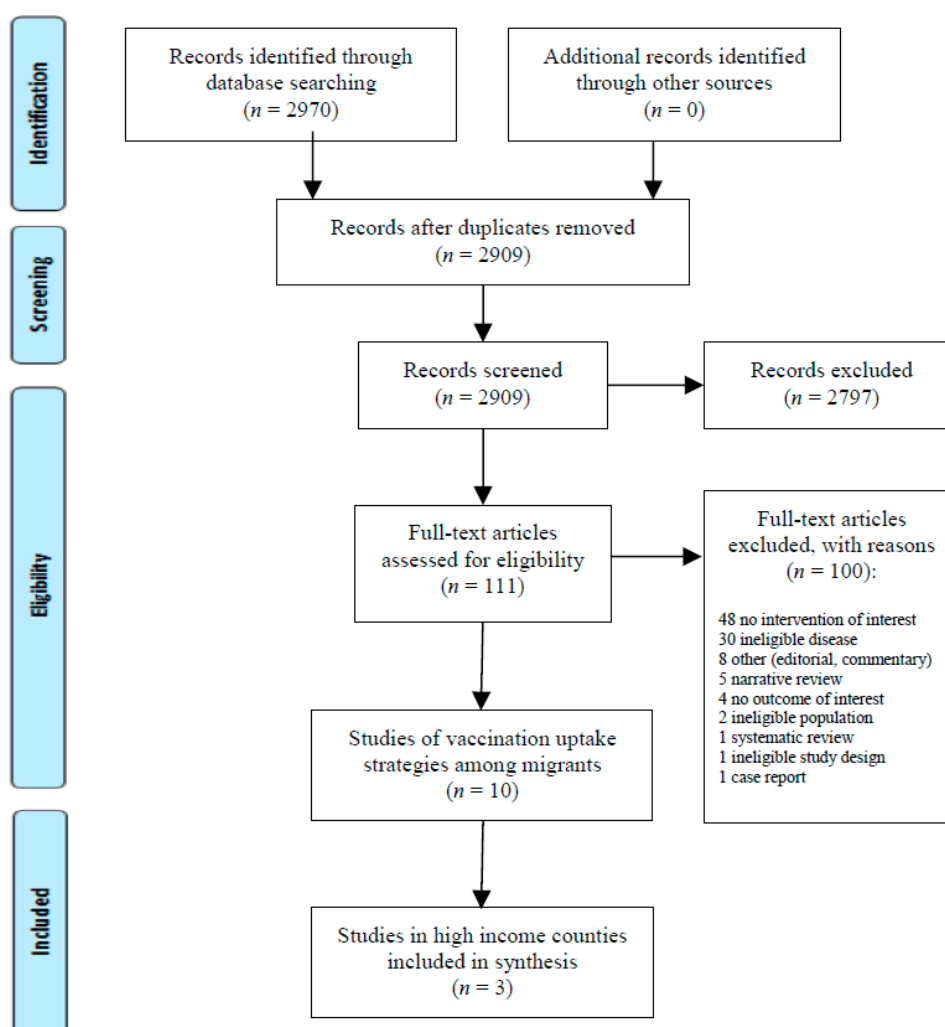 Identification
Records identified through
database searching
(n = 2970)
Additional records identified
through other sources
(n = 0)
Screening
Records after duplicates removed
(n = 2909)
Records screened
(n = 2909)
Records excluded
(n = 2797)
Eligibility
Full-text articles
assessed for eligibility
(n = 111)
Full-text articles
excluded, with reasons
(n = 100):
48 no intervention of interest
30 ineligible disease
8 other (editorial, commentary)
5 narrative review
4 no outcome of interest
2 ineligible population
1 systematic review
1 ineligible study design
1 case report
Studies of vaccination uptake
strategies among migrants
(n = 10)
Included
Studies in high income counties
included in synthesis
(n = 3)